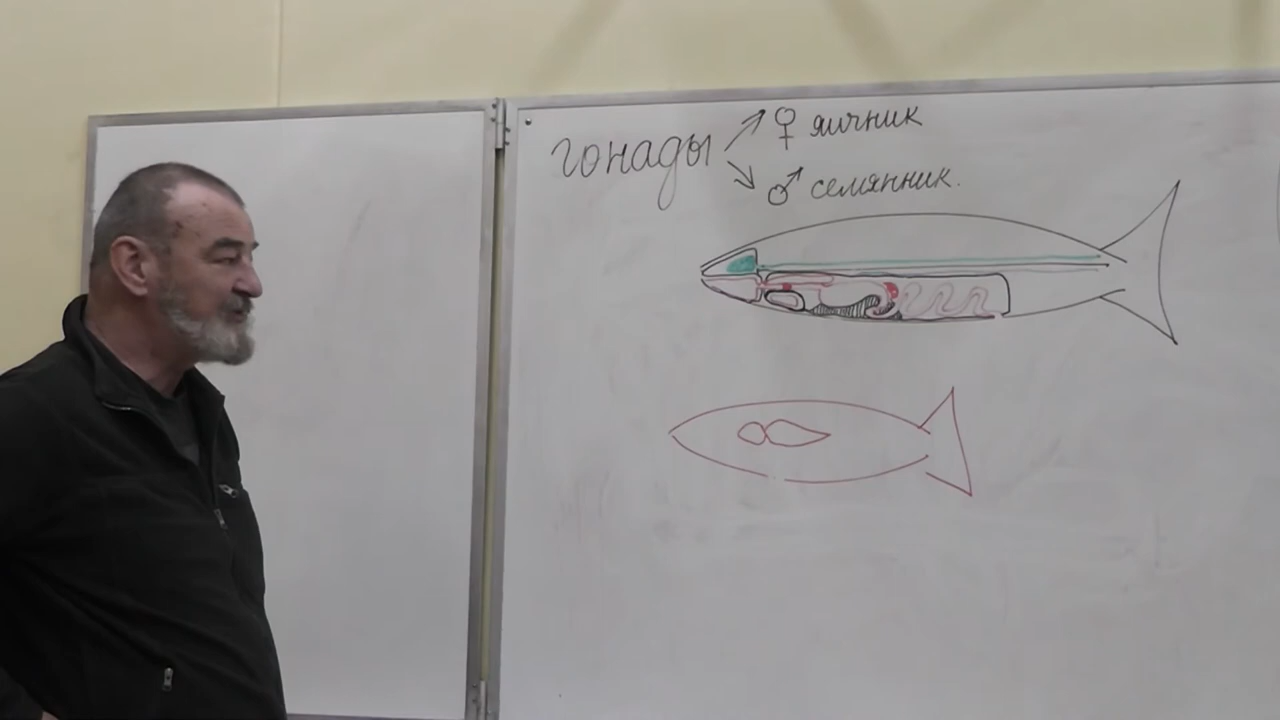 гонады ↗ ♀ яичник
↘ ♂ семянник.